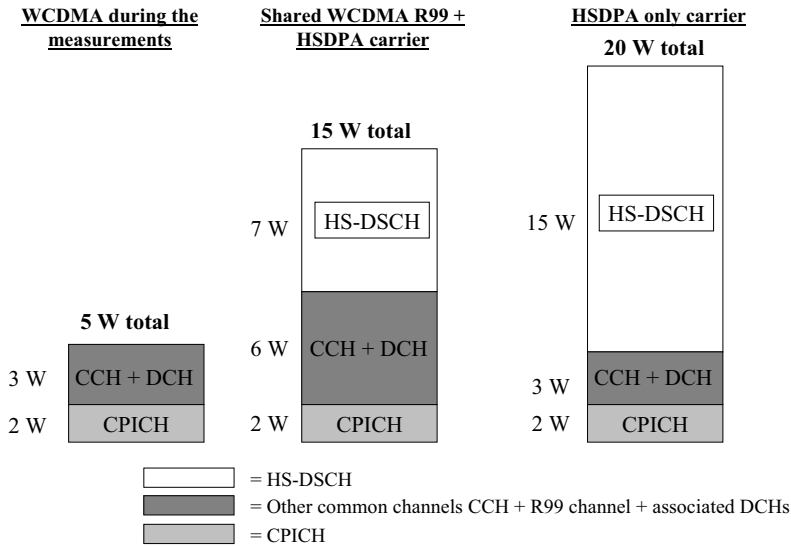 WCDMA during the
measurements
Shared WCDMA R99 +
HSDPA carrier
HSDPA only carrier
20 W total
15 W total
5 W total
3 W
CCH + DCH
2 W
CPICH
7 W
HS-DSCH
6 W
CCH + DCH
2 W
CPICH
15 W
HS-DSCH
3 W
CCH + DCH
2 W
CPICH
= HS-DSCH
= Other common channels CCH + R99 channel + associated DCHs
= CPICH